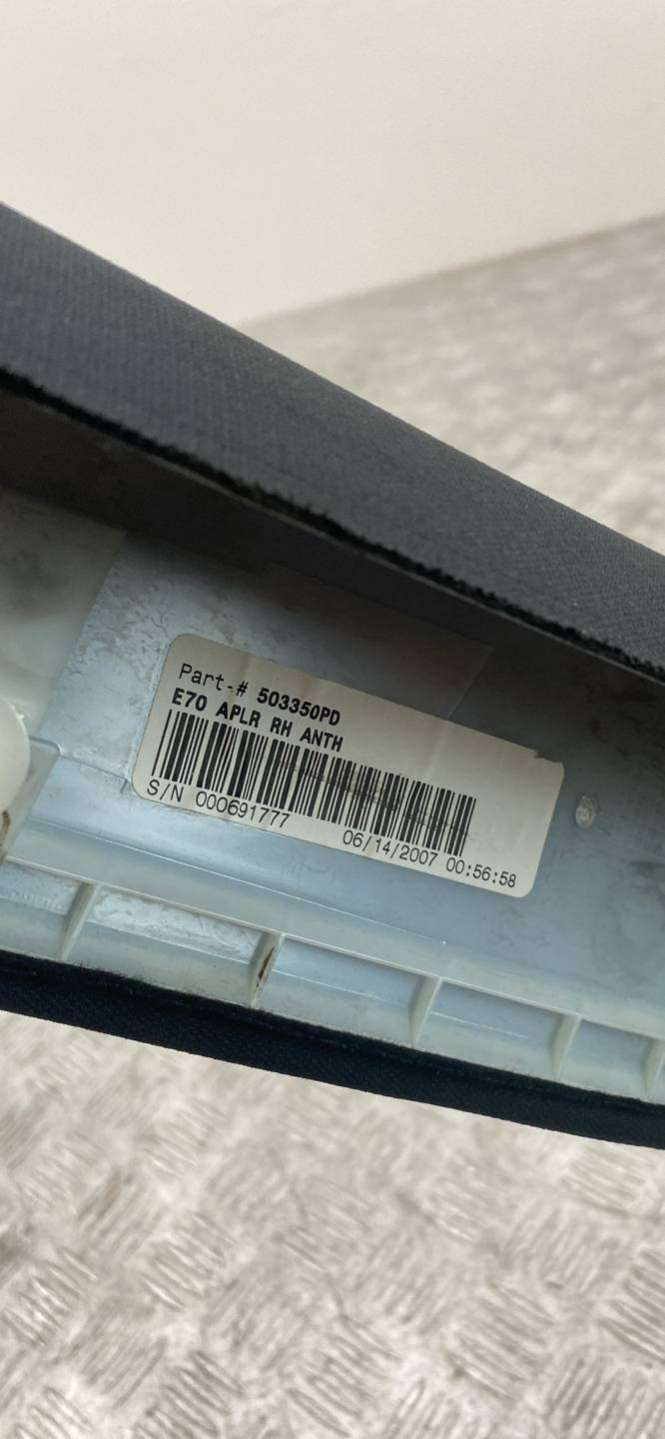 Part-# 503350PD
E70 APLR RH ANTH
S/N 000691777
06/14/2007 00:56:58